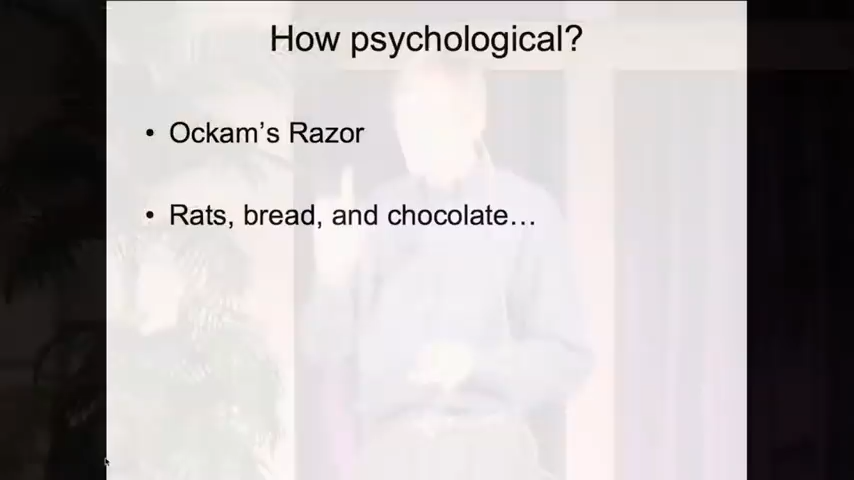 How psychological?
• Ockam's Razor
• Rats, bread, and chocolate…